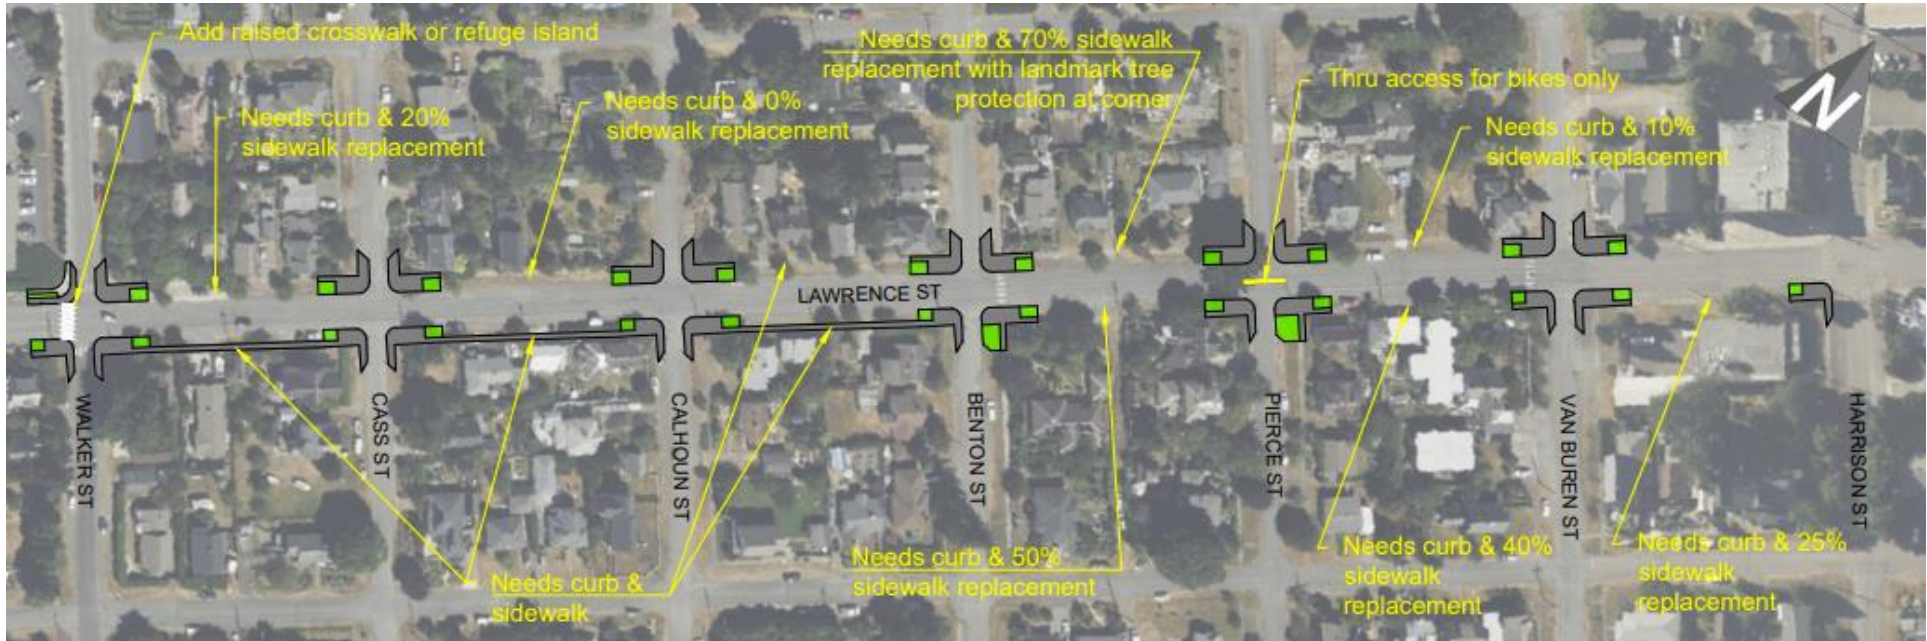 Add raised crosswalk or refuge island
Needs curb & 20%
sidewalk replacement
Needs curb & 0%
sidewalk replacement
Needs curb & 70% sidewalk
replacement with landmark tree
protection at corner
Thru access for bikes only
Needs curb & 10%
sidewalk replacement
N
LAWRENCE ST
WALKER ST
CASS ST
CALHOUN ST
BENTON ST
PIERCE ST
VAN BUREN ST
HARRISON ST
Needs curb &
sidewalk
Needs curb & 50%
sidewalk replacement
Needs curb & 40%
sidewalk
replacement
Needs curb & 25%
sidewalk
replacement